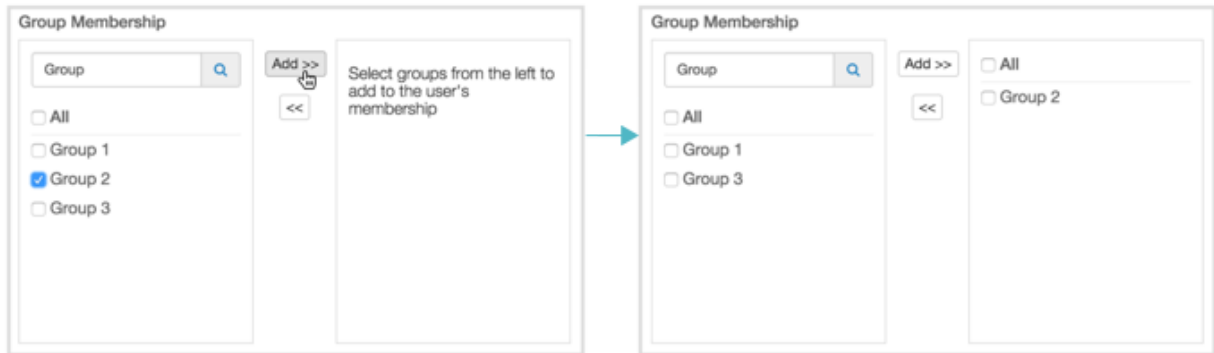 Group Membership
Group
All
Group 1
Group 2
Group 3
Add >>
<<
Select groups from the left to
add to the user's
membership
Group Membership
Group
All
Group 1
Group 3
Add >>
<<
All
Group 2